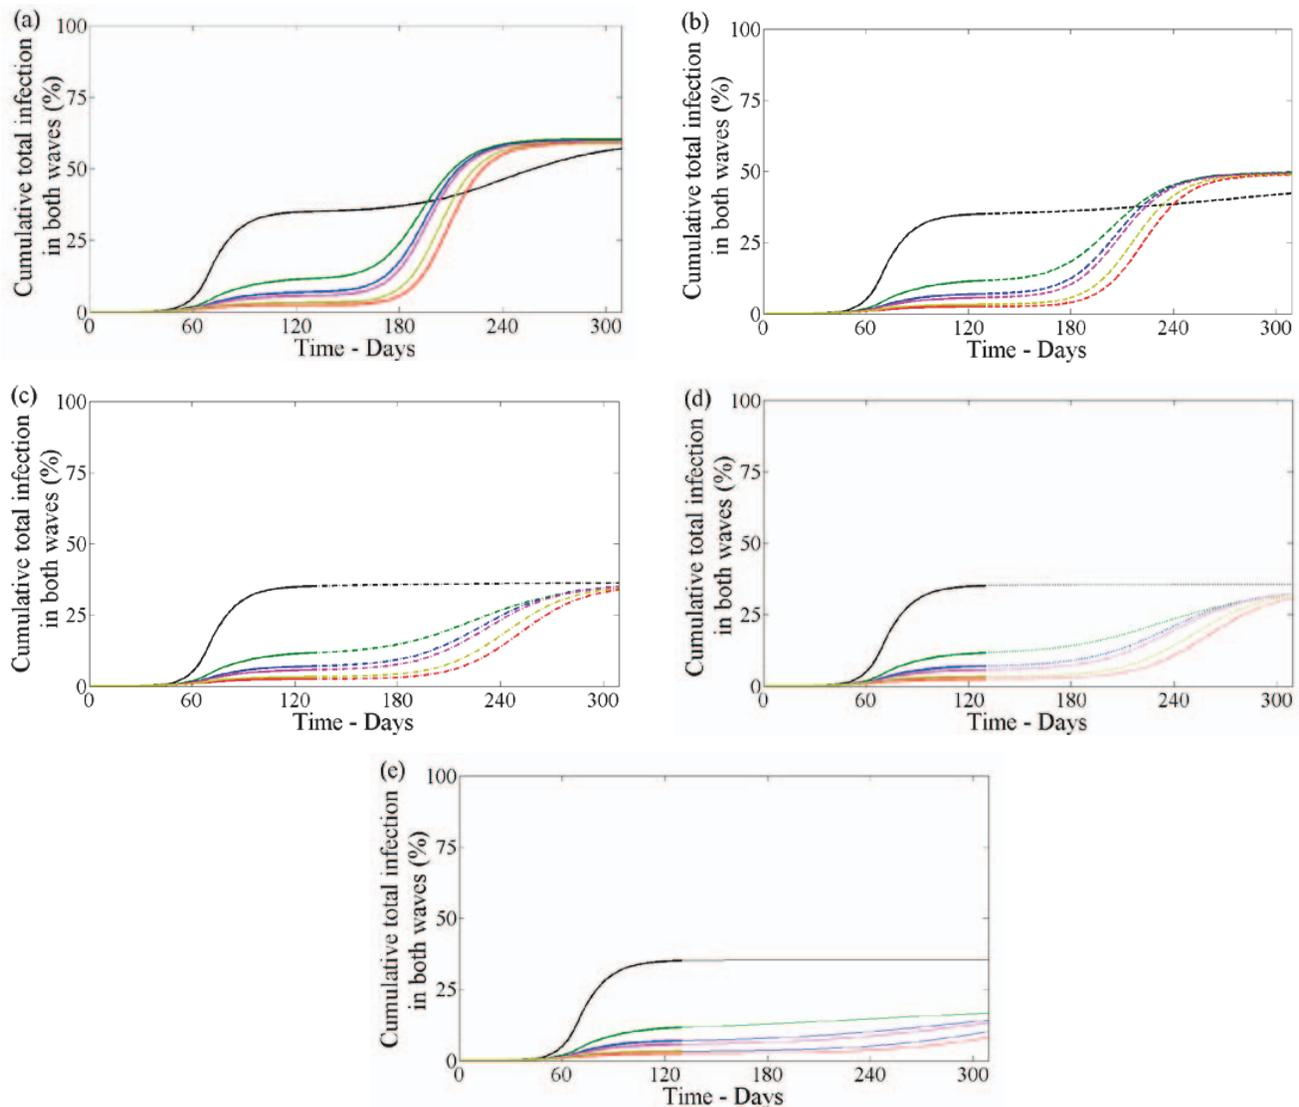 (a)
Cumulative total infection
in both waves (%)
100
75
50
25
0
0 60 120 180 240 300
Time - Days
(b)
Cumulative total infection
in both waves (%)
100
75
50
25
0
0 60 120 180 240 300
Time - Days
(c)
Cumulative total infection
in both waves (%)
100
75
50
25
0
0 60 120 180 240 300
Time - Days
(d)
Cumulative total infection
in both waves (%)
100
75
50
25
0
0 60 120 180 240 300
Time - Days
(e)
Cumulative total infection
in both waves (%)
100
75
50
25
0
0 60 120 180 240 300
Time - Days